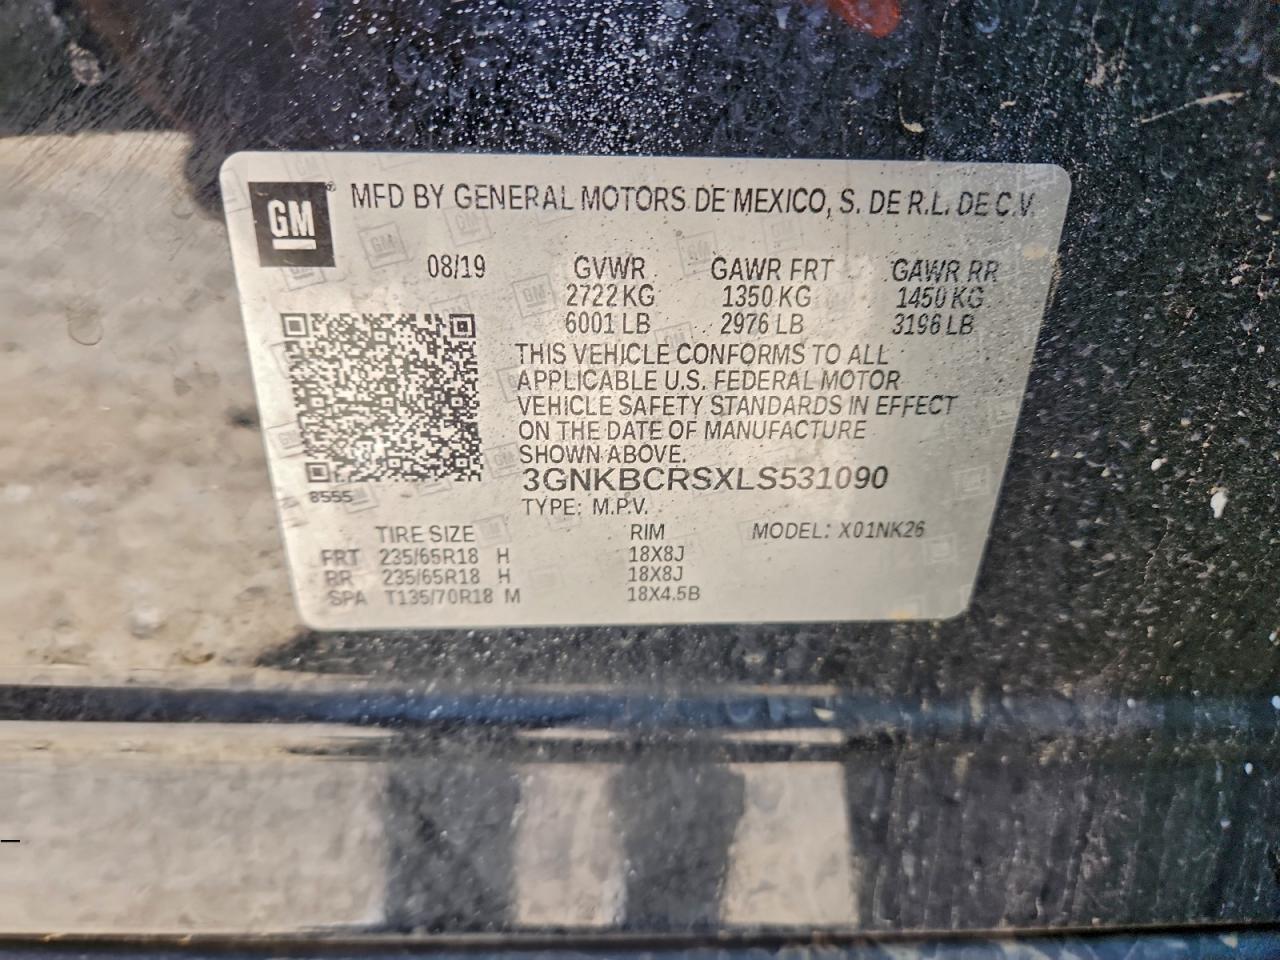 GM
MFD BY GENERAL MOTORS DE MEXICO, S. DE R.L. DE C.V.
08/19 GVWR GAWR FRT GAWR RR
2722 KG 1350 KG 1450 KG
6001 LB 2976 LB 3196 LB
THIS VEHICLE CONFORMS TO ALL
APPLICABLE U.S. FEDERAL MOTOR
VEHICLE SAFETY STANDARDS IN EFFECT
ON THE DATE OF MANUFACTURE
SHOWN ABOVE.
3GNKBCRSXLS531090
8555
TYPE: M.P.V.
TIRE SIZE RIM MODEL: X01NK26
FRT 235/65R18 H 18X8J
RR 235/65R18 H 18X8J
SPA T135/70R18 M 18X4.5B